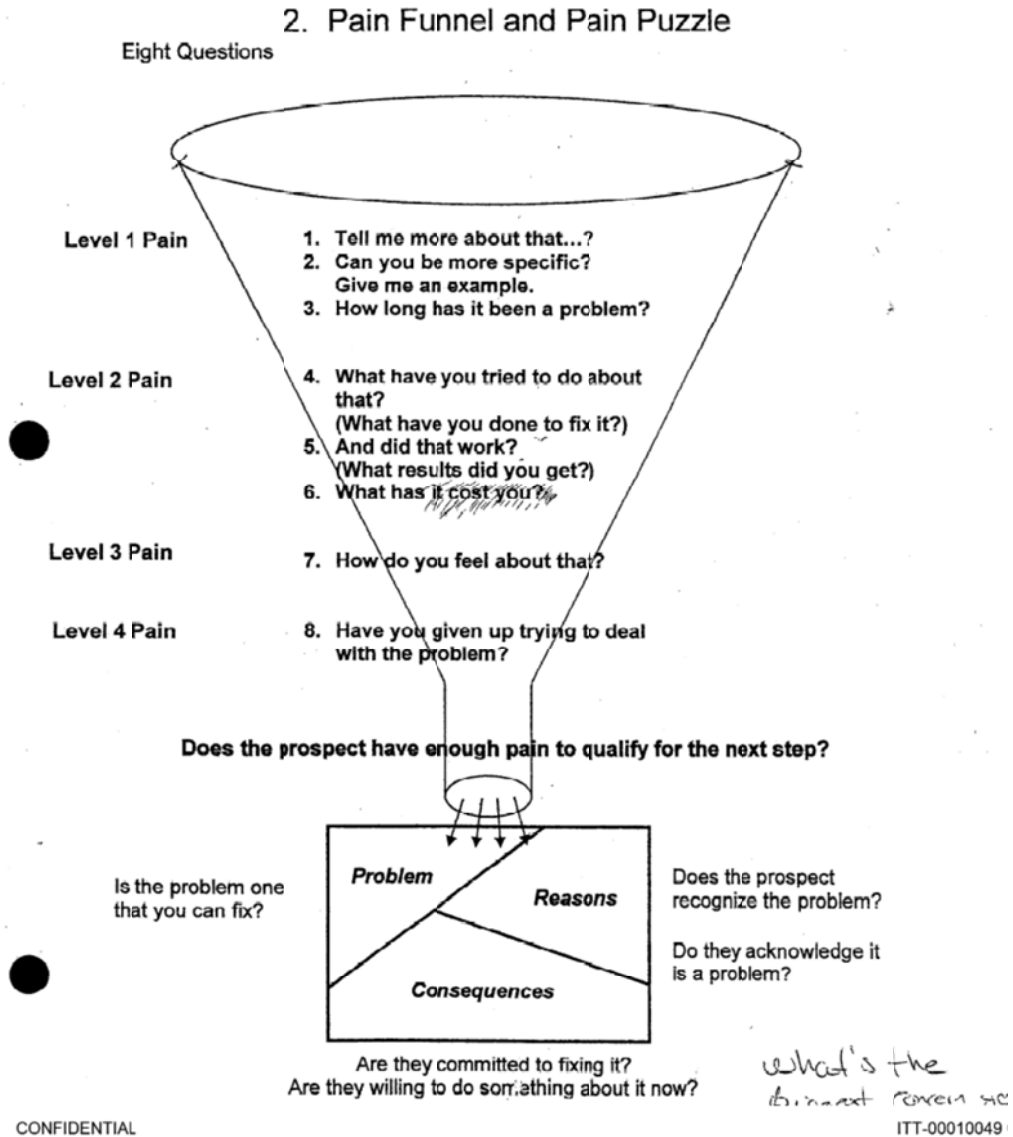 2. Pain Funnel and Pain Puzzle
Eight Questions
Level 1 Pain
1. Tell me more about that...?
2. Can you be more specific?
Give me an example.
3. How long has it been a problem?
Level 2 Pain
4. What have you tried to do about
that?
(What have you done to fix it?)
5. And did that work?
(What results did you get?)
6. What has it cost you?
Level 3 Pain
7. How do you feel about that?
Level 4 Pain
8. Have you given up trying to deal
with the problem?
Does the prospect have enough pain to qualify for the next step?
Is the problem one
that you can fix?
Problem
Reasons
Consequences
Does the prospect
recognize the problem?
Do they acknowledge it
is a problem?
Are they committed to fixing it?
Are they willing to do something about it now?
what's the
CONFIDENTIAL
ITT-00010049